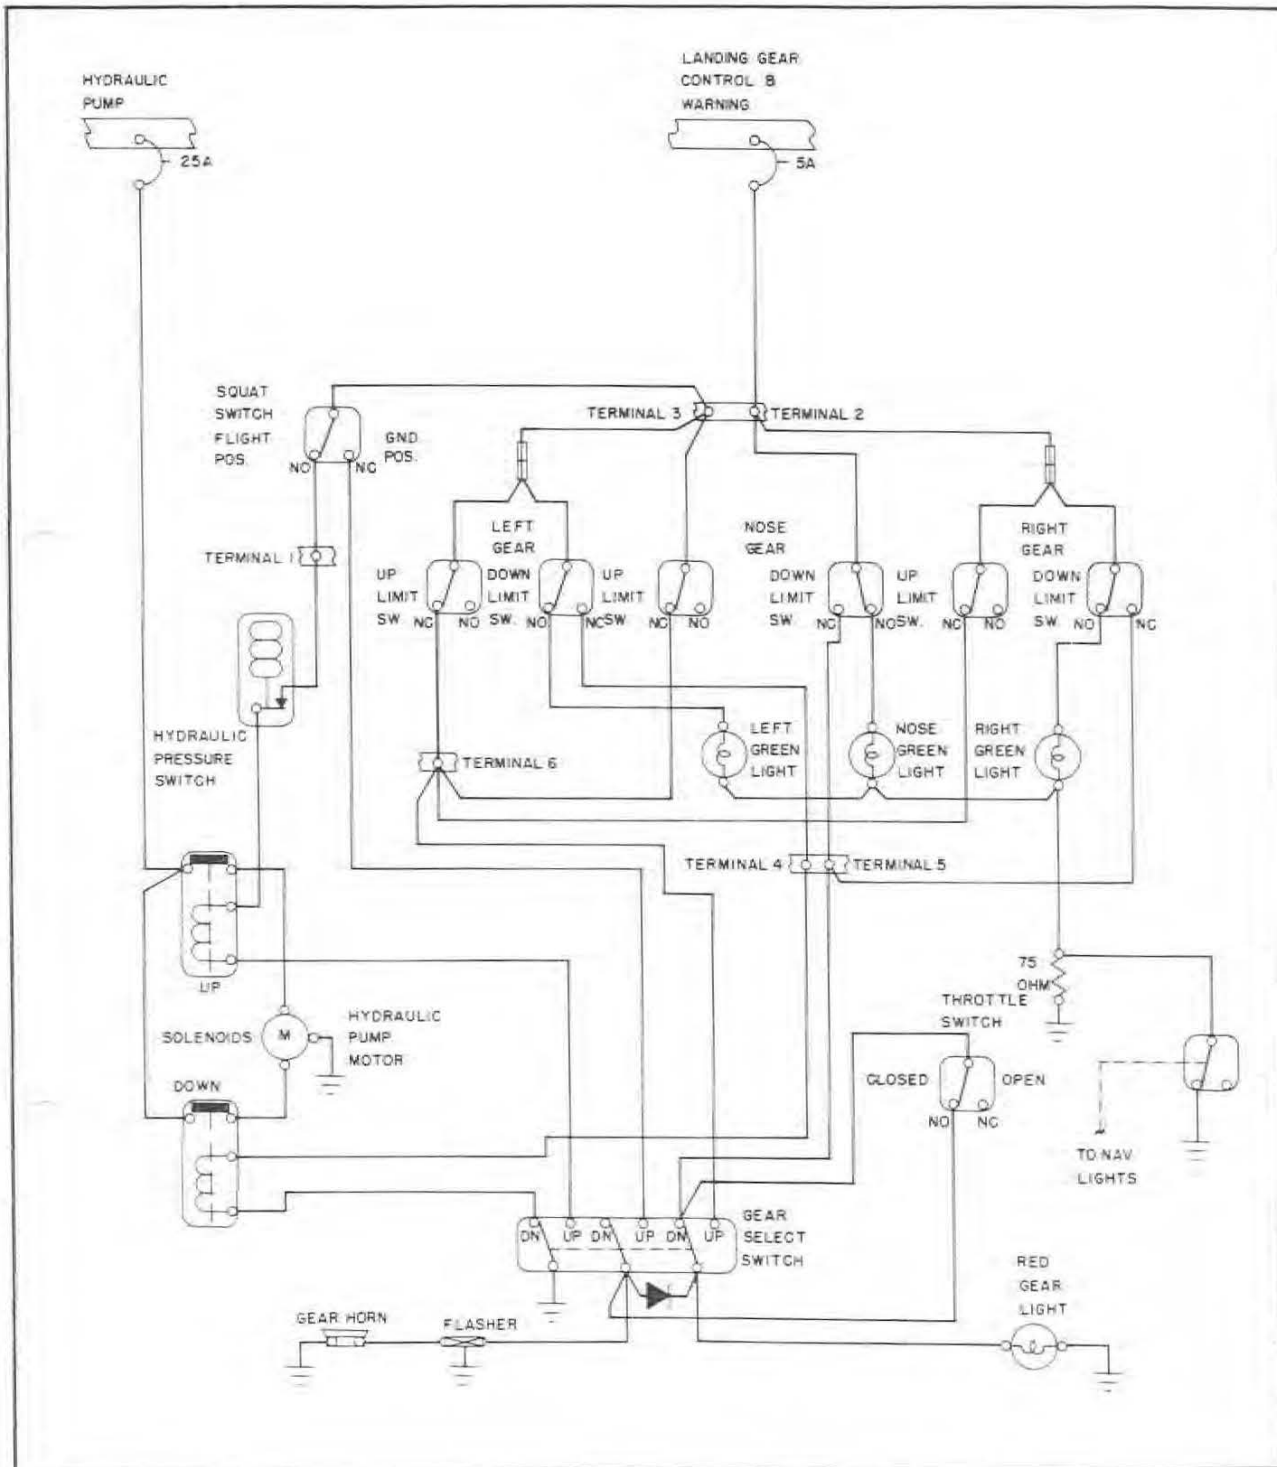 HYDRAULIC
PUMP
25A
LANDING GEAR
CONTROL 8
WARNING
5A
SQUAT
SWITCH
FLIGHT
POS.
GND
POS.
NO
NC
TERMINAL 3
TERMINAL 2
TERMINAL 1
LEFT
GEAR
NOSE
GEAR
RIGHT
GEAR
UP
LIMIT
SW.
NC
NO
DOWN
LIMIT
SW.
NO
NC
UP
LIMIT
SW
NC
NO
DOWN
LIMIT
SW.
NC
NO
UP
LIMIT
SW.
NC
NO
DOWN
LIMIT
SW.
NO
NC
HYDRAULIC
PRESSURE
SWITCH
TERMINAL 6
LEFT
GREEN
LIGHT
NOSE
GREEN
LIGHT
RIGHT
GREEN
LIGHT
TERMINAL 4
TERMINAL 5
UP
SOLENOIDS
M
HYDRAULIC
PUMP
MOTOR
DOWN
75
OHM
THROTTLE
SWITCH
CLOSED
OPEN
NO
NC
TO NAV
LIGHTS
DN
UP
DN
UP
DN
UP
GEAR
SELECT
SWITCH
RED
GEAR
LIGHT
GEAR HORN
FLASHER